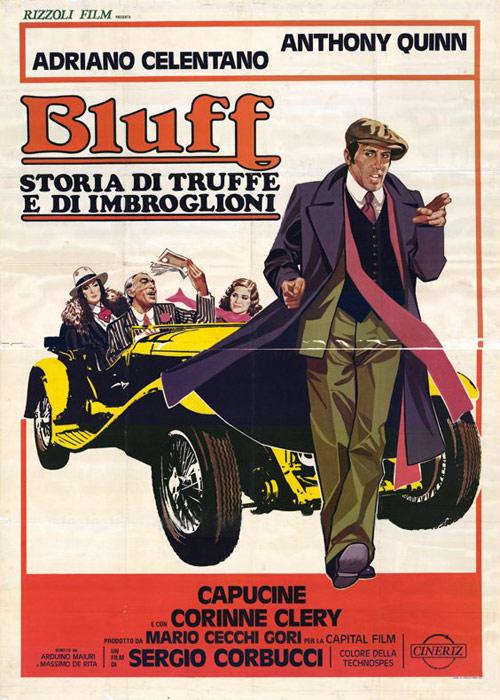 RIZZOLI FILM PRESENTA
ADRIANO CELENTANO
ANTHONY QUINN
Bluff
STORIA DI TRUFFE
E DI IMBROGLIONI
CAPUCINE
E CON CORINNE CLERY
PRODOTTO DA MARIO CECCHI GORI PER LA CAPITAL FILM
SCRITTO DA
ARDUINO MAIURI
E MASSIMO DE RITA
UN FILM DI SERGIO CORBUCCI
COLORE DELLA
TECHNOSPES
CINERIZ